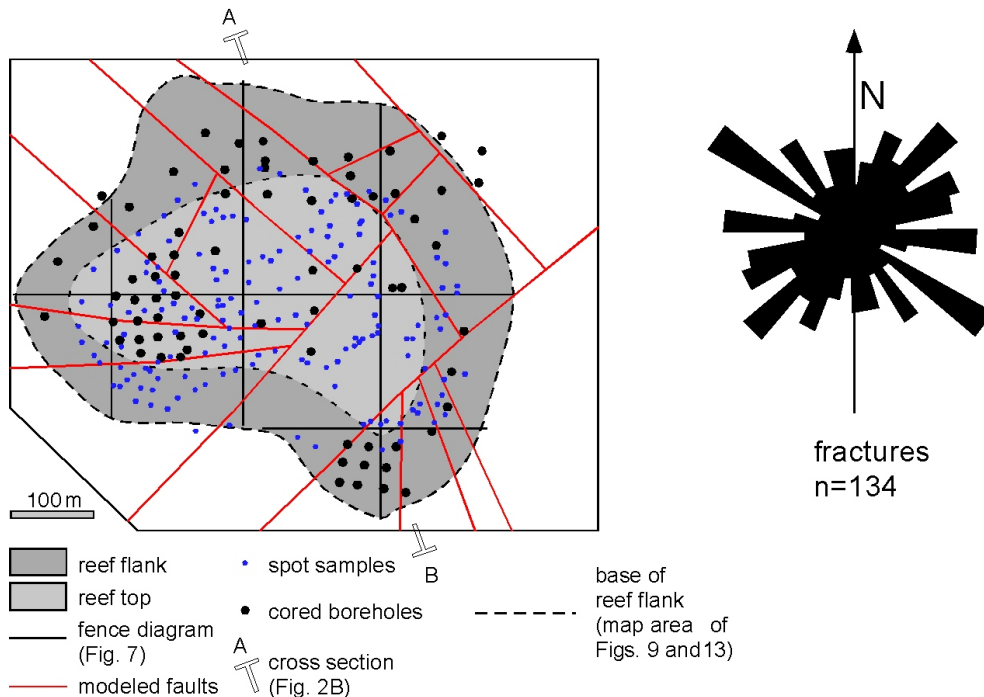 A
N
fractures
n=134
100 m
B
reef flank
reef top
fence diagram
(Fig. 7)
modeled faults
spot samples
cored boreholes
A
cross section
(Fig. 2B)
base of
reef flank
(map area of
Figs. 9 and 13)